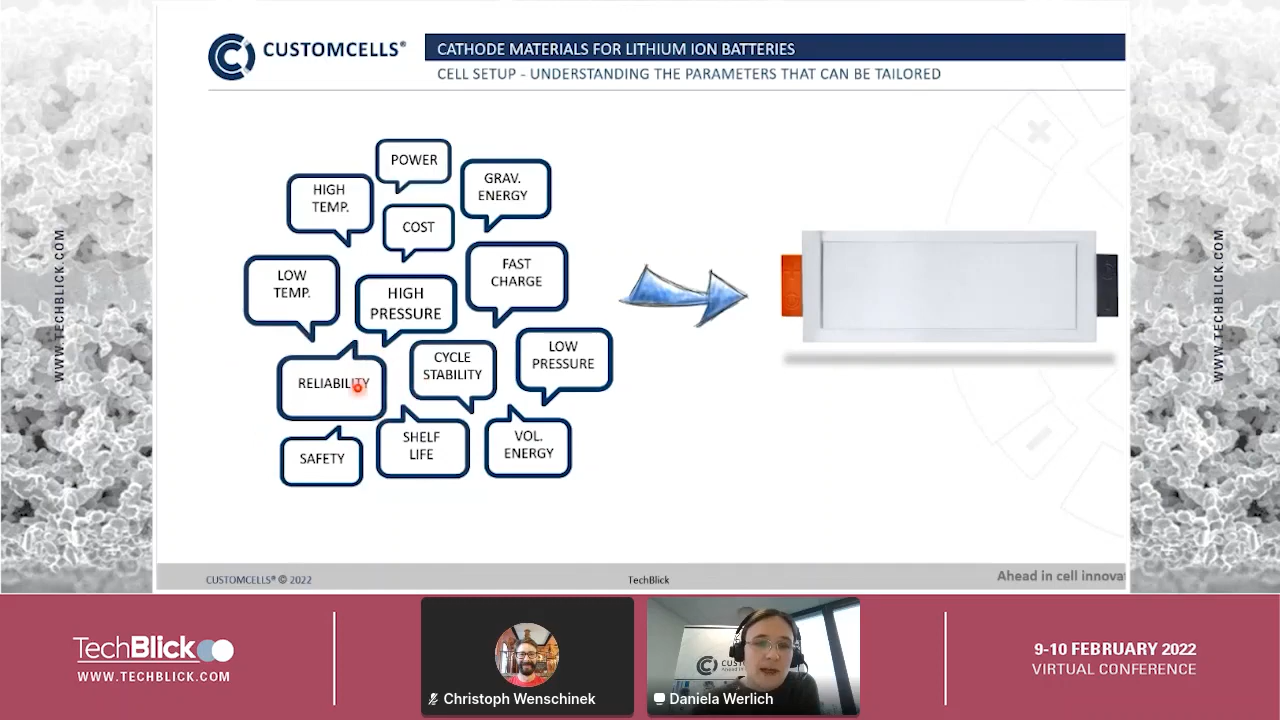 CUSTOMCELLS®
CATHODE MATERIALS FOR LITHIUM ION BATTERIES
CELL SETUP - UNDERSTANDING THE PARAMETERS THAT CAN BE TAILORED
POWER
GRAV.
ENERGY
HIGH
TEMP.
COST
LOW
TEMP.
HIGH
PRESSURE
FAST
CHARGE
RELIABILITY
CYCLE
STABILITY
LOW
PRESSURE
SAFETY
SHELF
LIFE
VOL.
ENERGY
WWW.TECHBLICK.COM
WWW.TECHBLICK.COM
CUSTOMCELLS® © 2022
TechBlick
Ahead in cell innova
TechBlick
WWW.TECHBLICK.COM
Christoph Wenschinek
Daniela Werlich
9-10 FEBRUARY 2022
VIRTUAL CONFERENCE